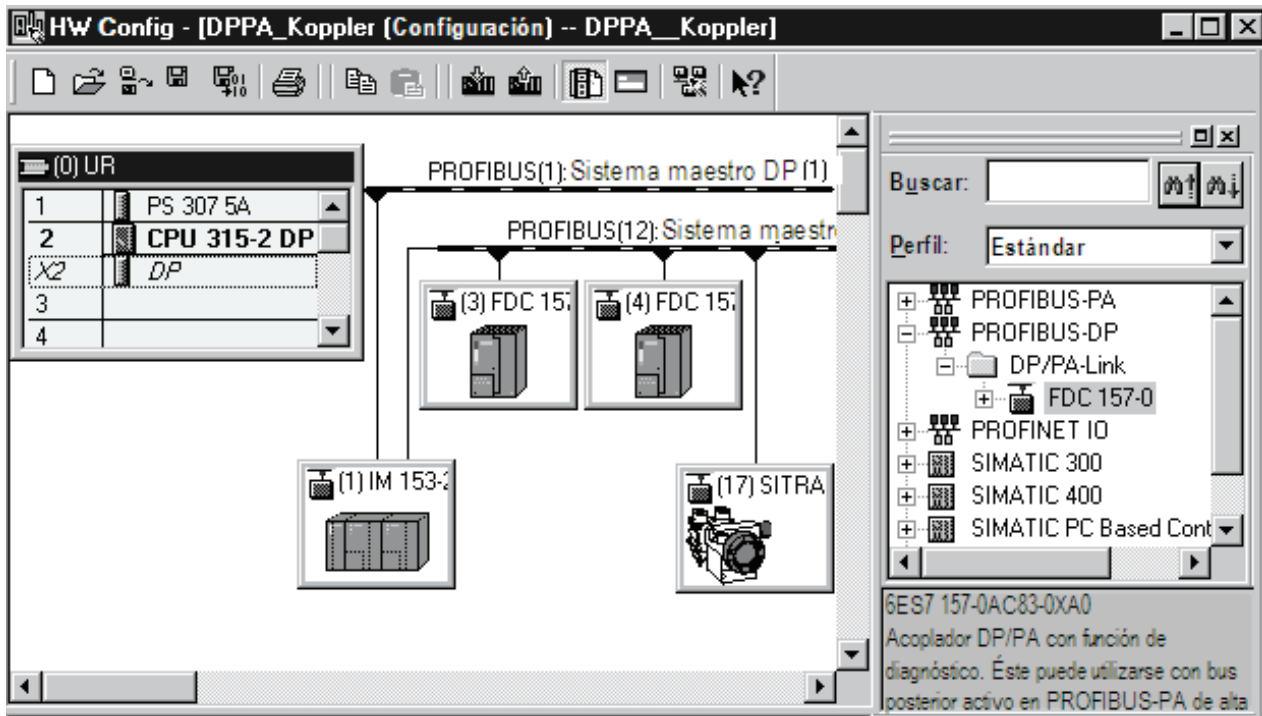 HW Config - [DPPA_Koppler (Configuración) -- DPPA__Koppler]
(0) UR
1 PS 307 5A
2 CPU 315-2 DP
X2 DP
3
4
PROFIBUS(1): Sistema maestro DP (1)
PROFIBUS(12): Sistema maestr
(3) FDC 157
(4) FDC 157
(1) IM 153-2
(17) SITRA
Buscar:
Perfil: Estándar
PROFIBUS-PA
PROFIBUS-DP
DP/PA-Link
FDC 157-0
PROFINET IO
SIMATIC 300
SIMATIC 400
SIMATIC PC Based Cont
6ES7 157-0AC83-0XA0
Acoplador DP/PA con función de
diagnóstico. Éste puede utilizarse con bus
posterior activo en PROFIBUS-PA de alta